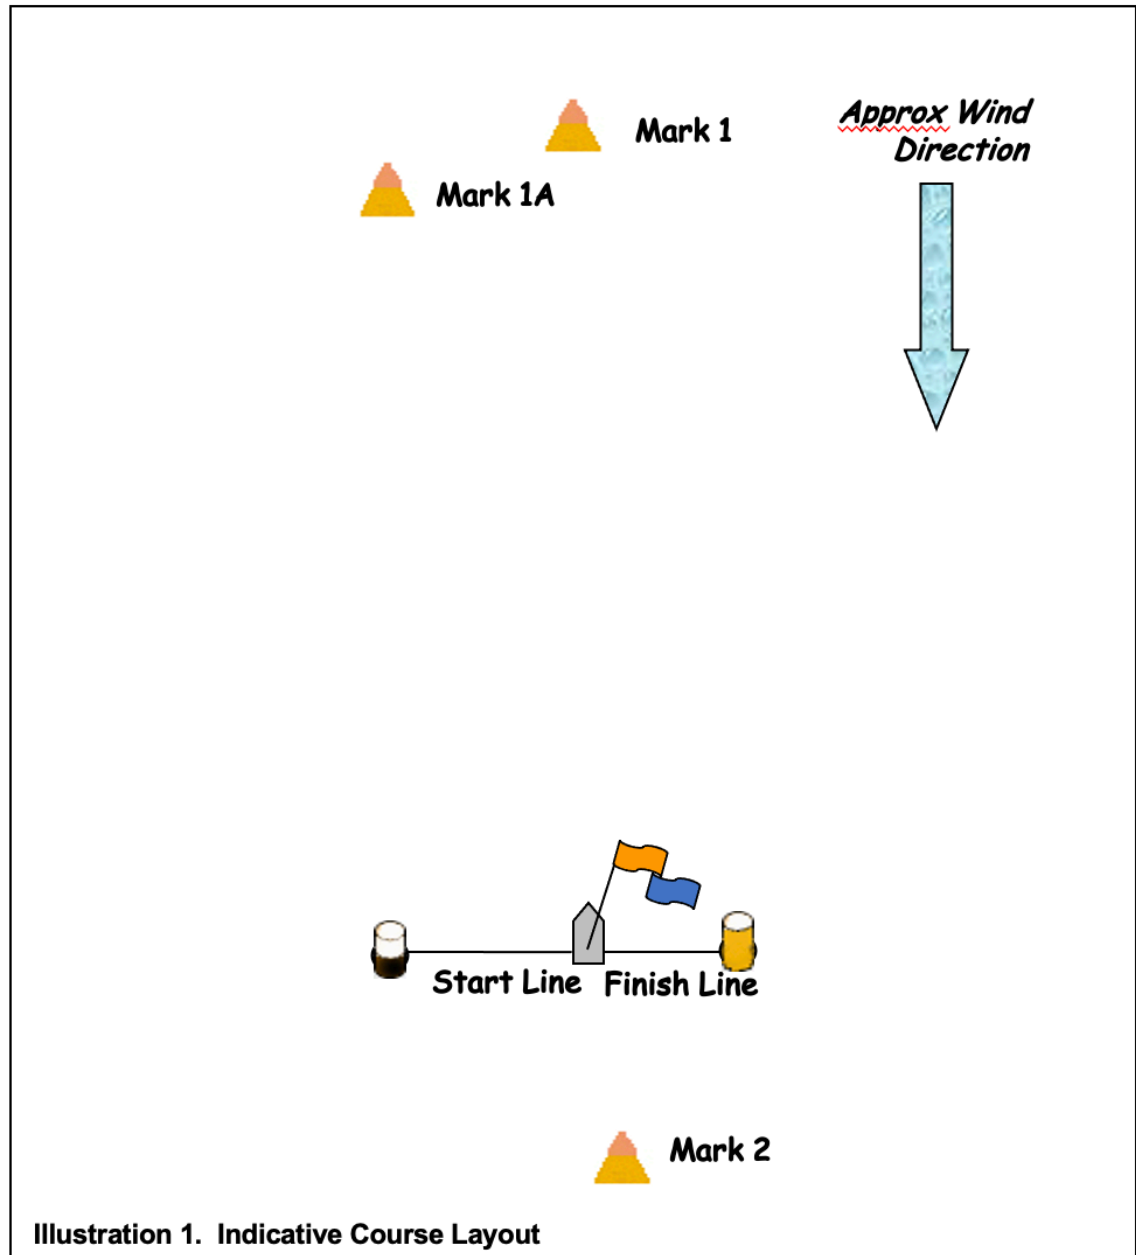 Mark 1
Approx Wind
Direction
Mark 1A
Start Line
Finish Line
Mark 2
Illustration 1. Indicative Course Layout